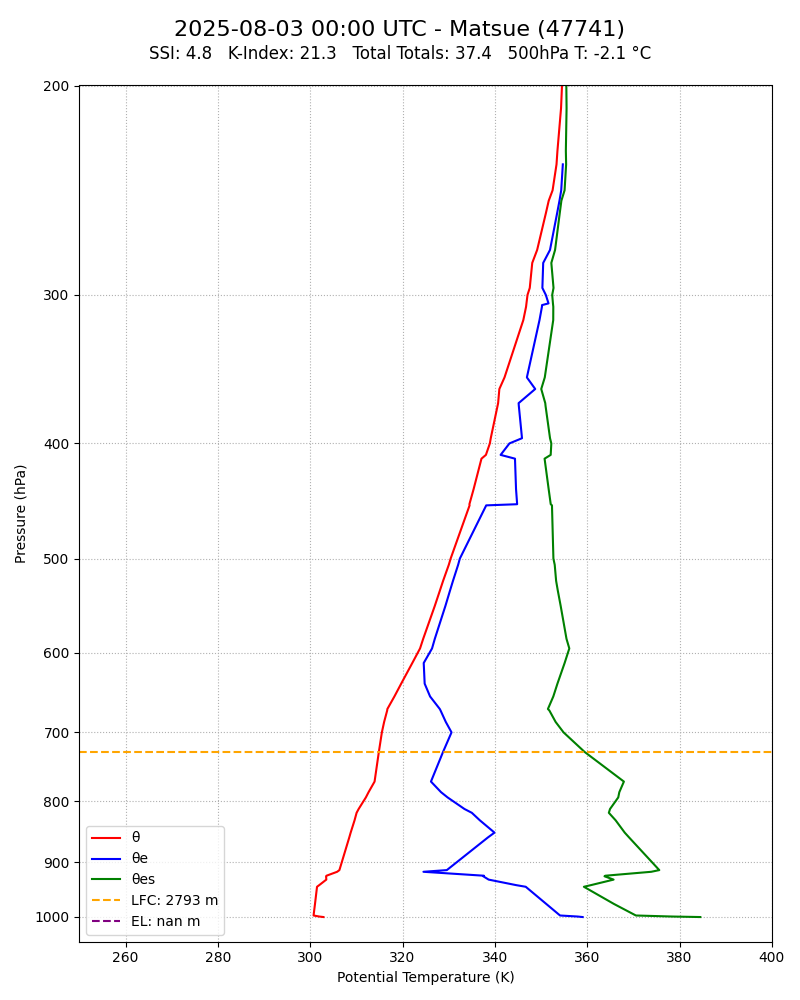 2025-08-03 00:00 UTC - Matsue (47741)
SSI: 4.8   K-Index: 21.3   Total Totals: 37.4   500hPa T: -2.1 °C
200
300
400
500
600
700
800
900
1000
Pressure (hPa)
θ
θe
θes
LFC: 2793 m
EL: nan m
260
280
300
320
340
360
380
400
Potential Temperature (K)